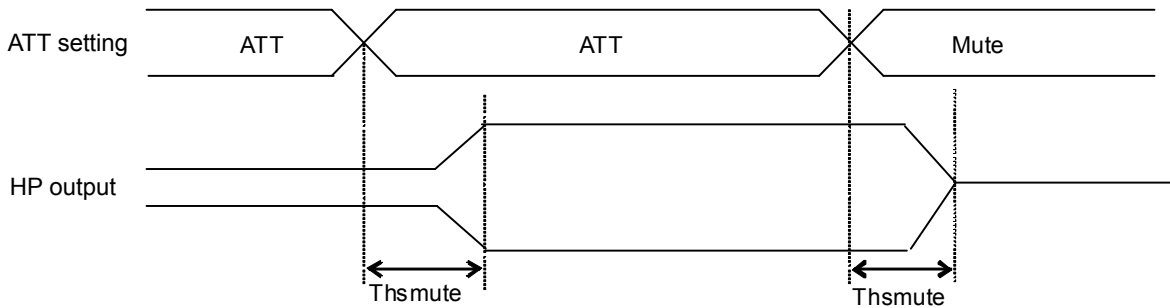 ATT setting
ATT
ATT
Mute
HP output
Thsmute
Thsmute